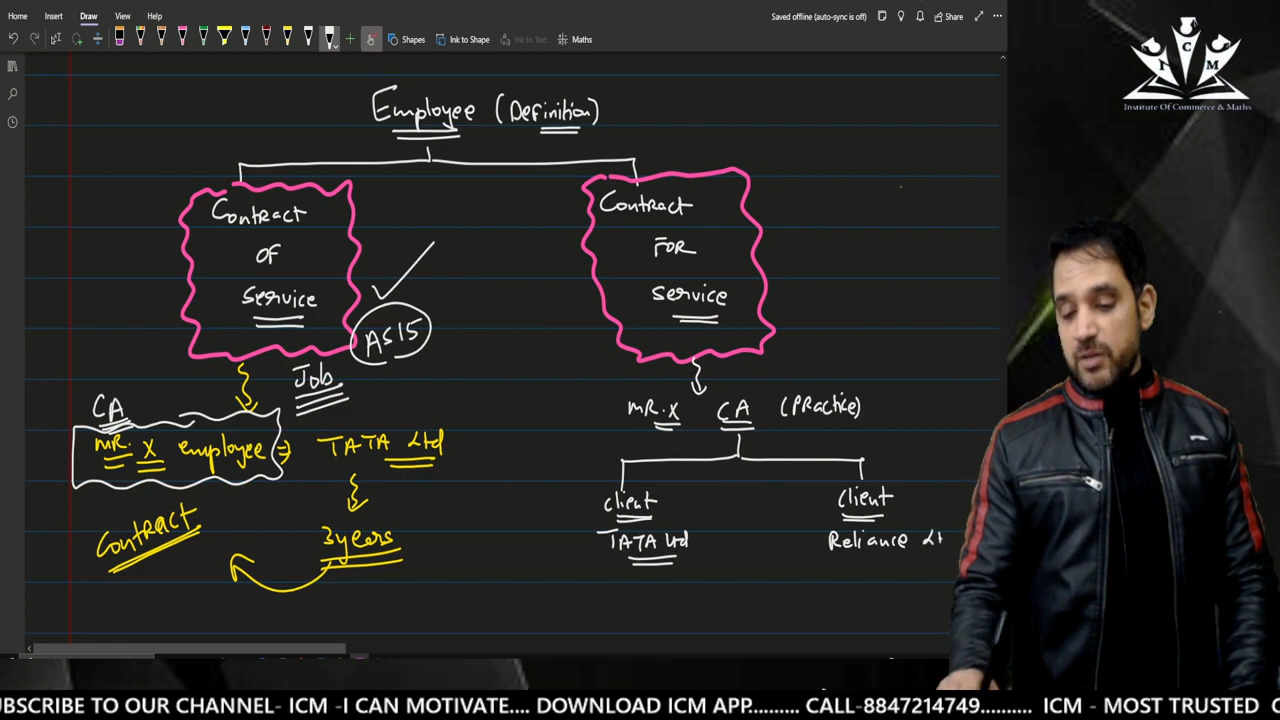 Home Insert Draw View Help
Saved offline (auto-sync is off)
Share
Shapes
Ink to Shape
Ink to Text
Maths
I C M
Institute Of Commerce & Maths
Employee (Definition)
Contract
OF
service
AS15
Job
CA
MR. X employee ⇒ TATA Ltd
3 years
Contract
Contract
FOR
service
MR. X CA (Practice)
client
TATA Ltd
client
Reliance Lt
UBSCRIBE TO OUR CHANNEL- ICM -I CAN MOTIVATE.... DOWNLOAD ICM APP......... CALL-8847214749.......... ICM - MOST TRUSTED